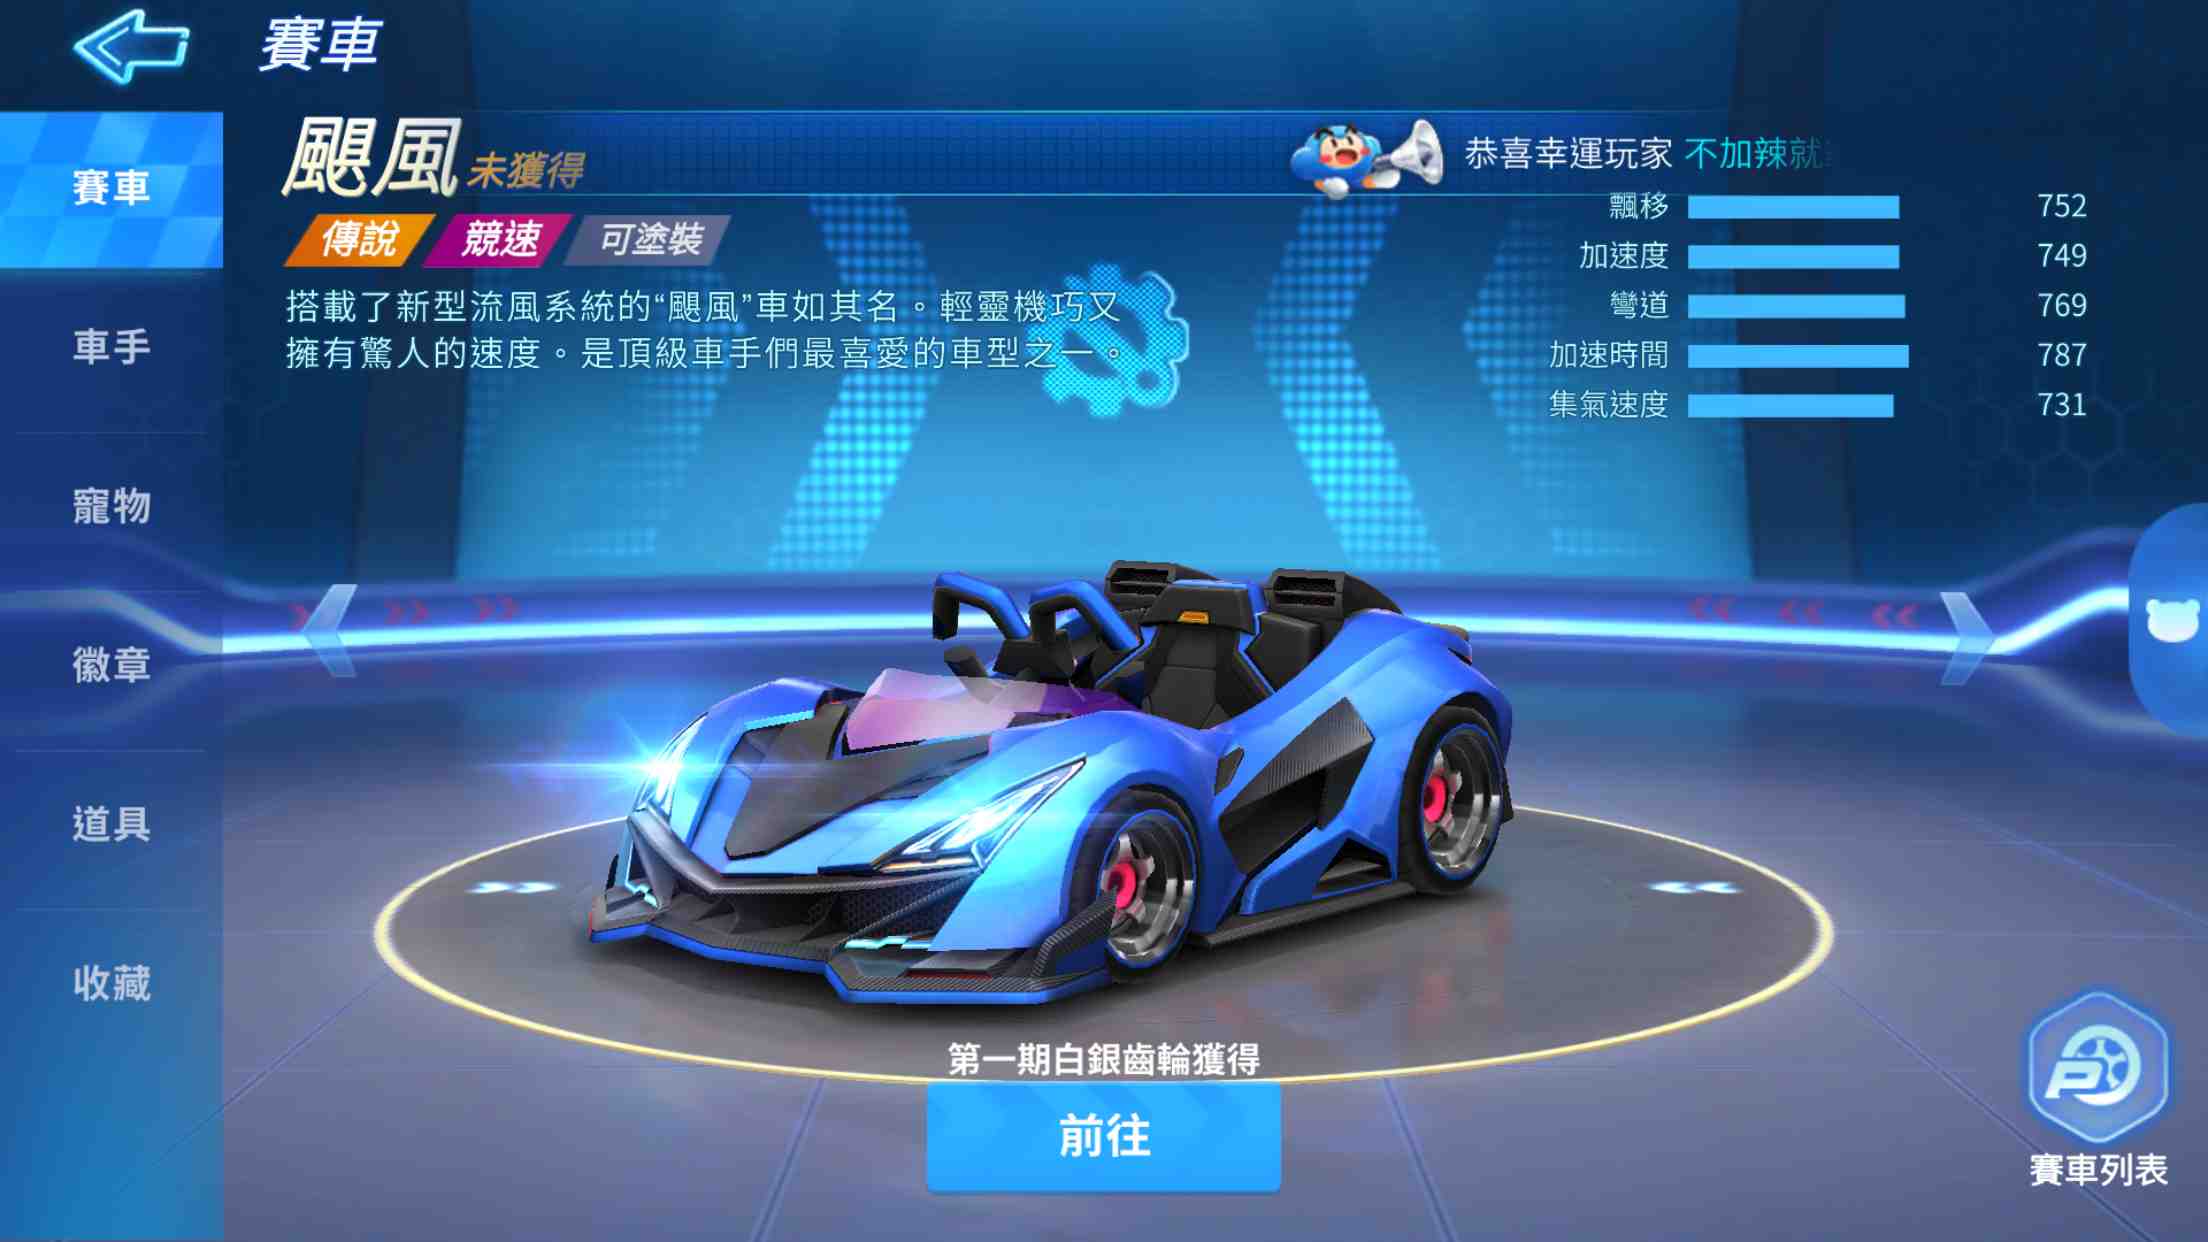 賽車
賽車
車手
寵物
徽章
道具
收藏
颶風 未獲得
傳說 競速 可塗裝
搭載了新型流風系統的“颶風”車如其名。輕靈機巧又
擁有驚人的速度。是頂級車手們最喜愛的車型之一。
恭喜幸運玩家 不加辣就
飄移 752
加速度 749
彎道 769
加速時間 787
集氣速度 731
第一期白銀齒輪獲得
前往
賽車列表